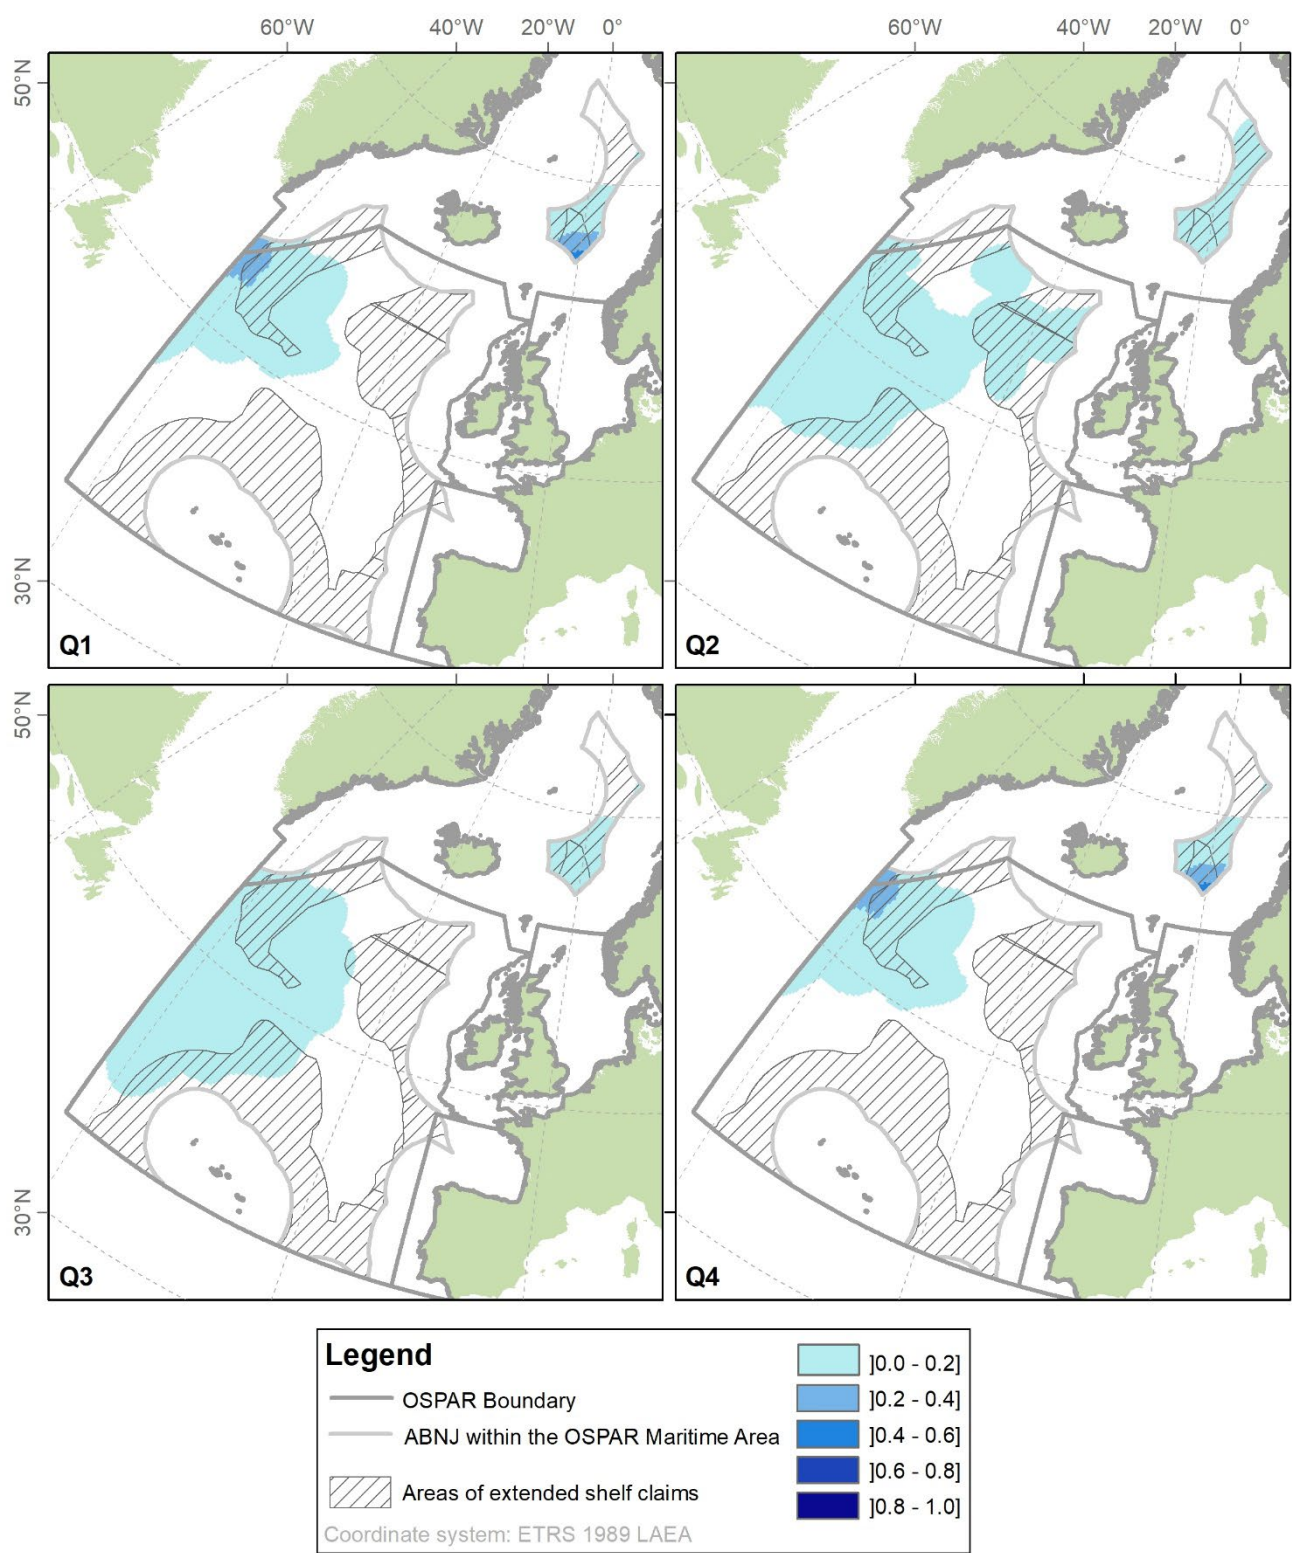 60°W 40°W 20°W 0° 60°W 40°W 20°W 0°
50°N
30°N
Q1 Q2
50°N
30°N
Q3 Q4
Legend
OSPAR Boundary
ABNJ within the OSPAR Maritime Area
Areas of extended shelf claims
Coordinate system: ETRS 1989 LAEA
]0.0 - 0.2]
]0.2 - 0.4]
]0.4 - 0.6]
]0.6 - 0.8]
]0.8 - 1.0]